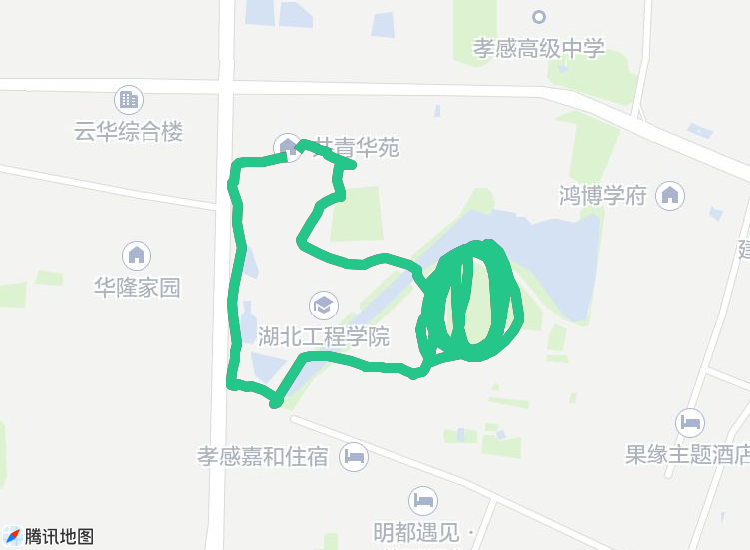 孝感高级中学
云华综合楼
共青华苑
鸿博学府
建
华隆家园
湖北工程学院
孝感嘉和住宿
果缘主题酒店
明都遇见·
腾讯地图